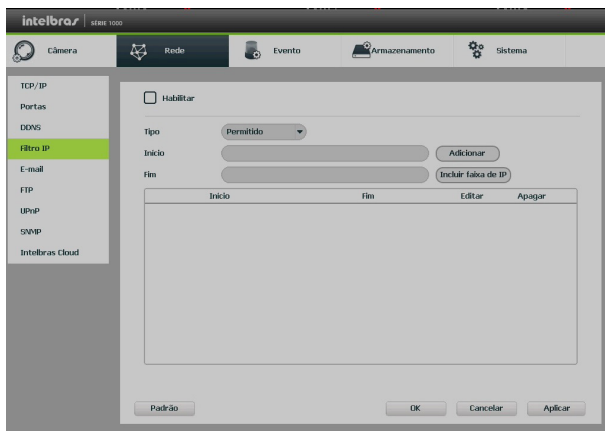 intelbras | SÉRIE 1000
Câmera Rede Evento Armazenamento Sistema
TCP/IP
Portas
DDNS
Filtro IP
E-mail
FTP
UPnP
SNMP
Intelbras Cloud
Habilitar
Tipo Permitido
Início Adicionar
Fim Incluir faixa de IP
Início Fim Editar Apagar
Padrão OK Cancelar Aplicar